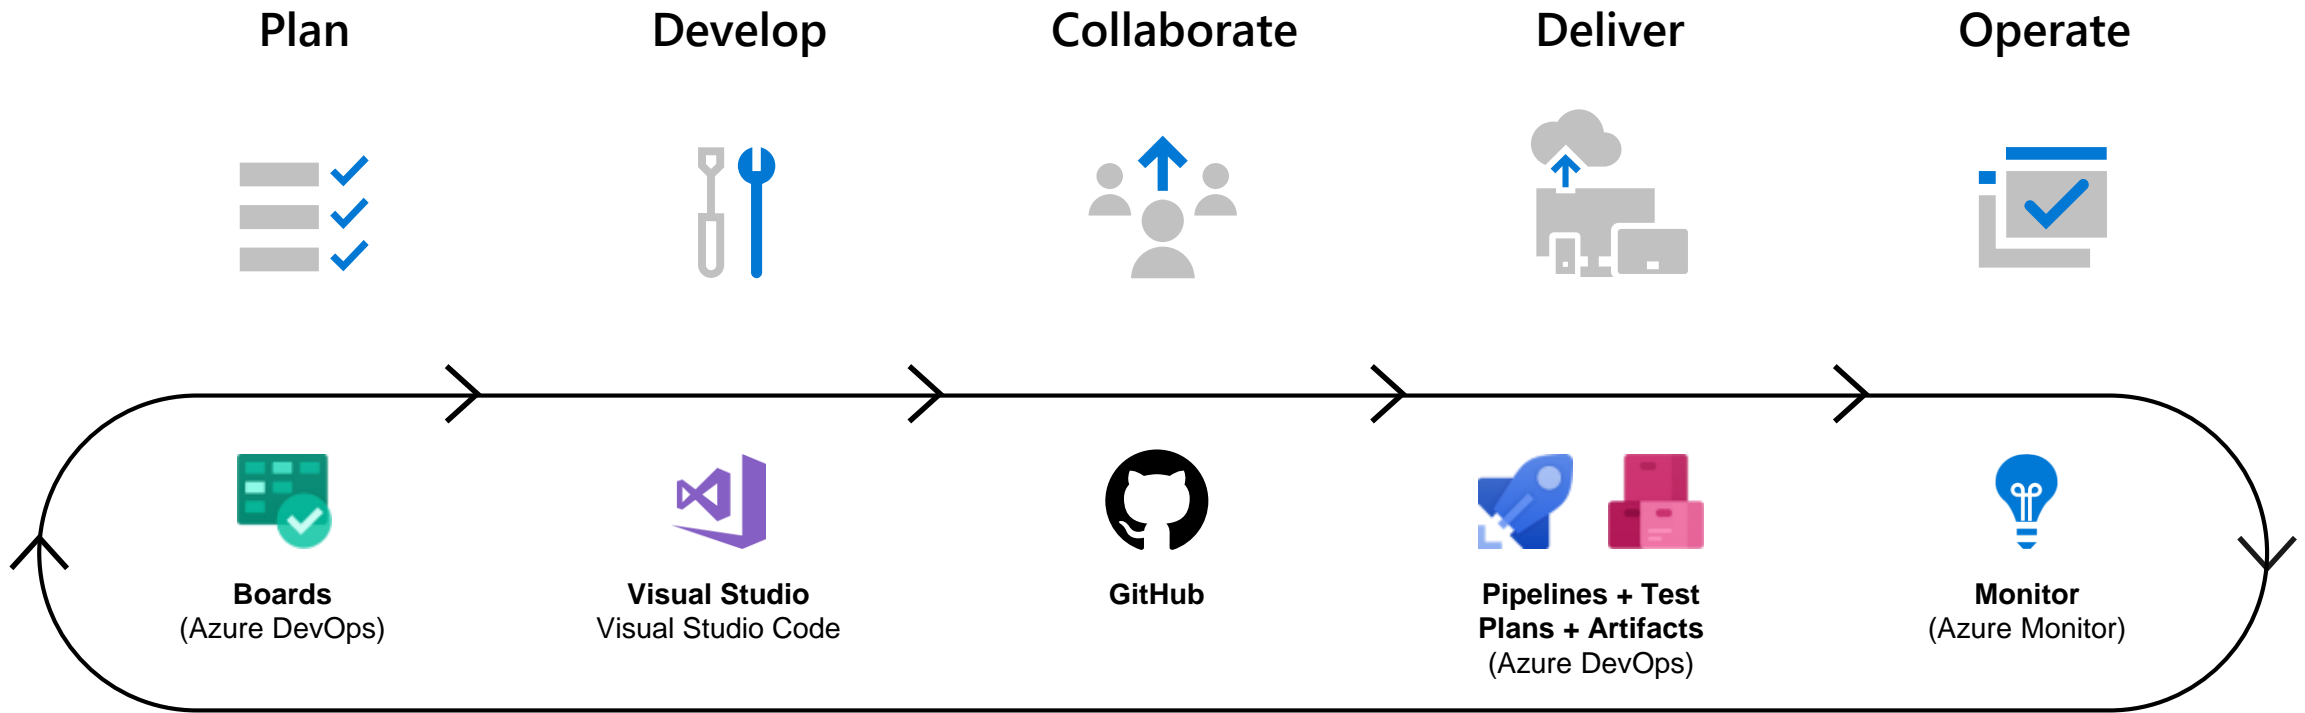 Plan
Develop
Collaborate
Deliver
Operate
Boards
(Azure DevOps)
Visual Studio
Visual Studio Code
GitHub
Pipelines + Test
Plans + Artifacts
(Azure DevOps)
Monitor
(Azure Monitor)